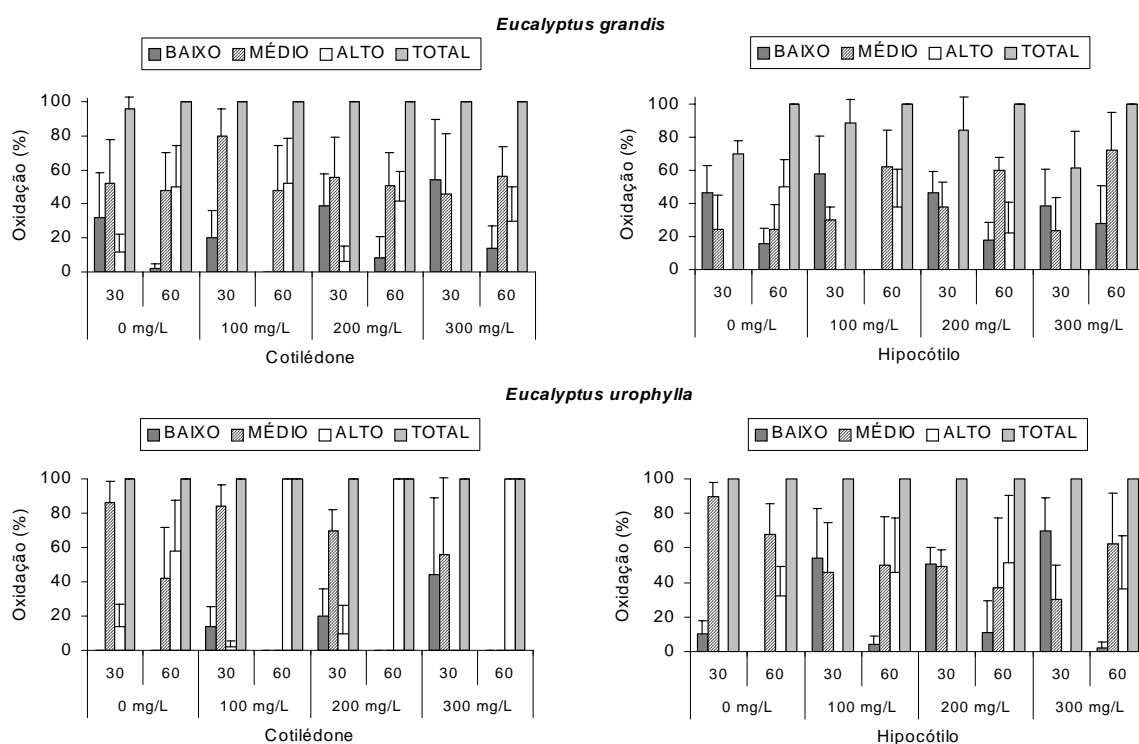 Eucalyptus grandis
BAIXO MÉDIO ALTO TOTAL
Oxidação (%)
100
80
60
40
20
0
30 60 30 60 30 60 30 60
0 mg/L 100 mg/L 200 mg/L 300 mg/L
Cotilédone
BAIXO MÉDIO ALTO TOTAL
Oxidação (%)
100
80
60
40
20
0
30 60 30 60 30 60 30 60
0 mg/L 100 mg/L 200 mg/L 300 mg/L
Hipocótilo
Eucalyptus urophylla
BAIXO MÉDIO ALTO TOTAL
Oxidação (%)
100
80
60
40
20
0
30 60 30 60 30 60 30 60
0 mg/L 100 mg/L 200 mg/L 300 mg/L
Cotilédone
BAIXO MÉDIO ALTO TOTAL
Oxidação (%)
100
80
60
40
20
0
30 60 30 60 30 60 30 60
0 mg/L 100 mg/L 200 mg/L 300 mg/L
Hipocótilo